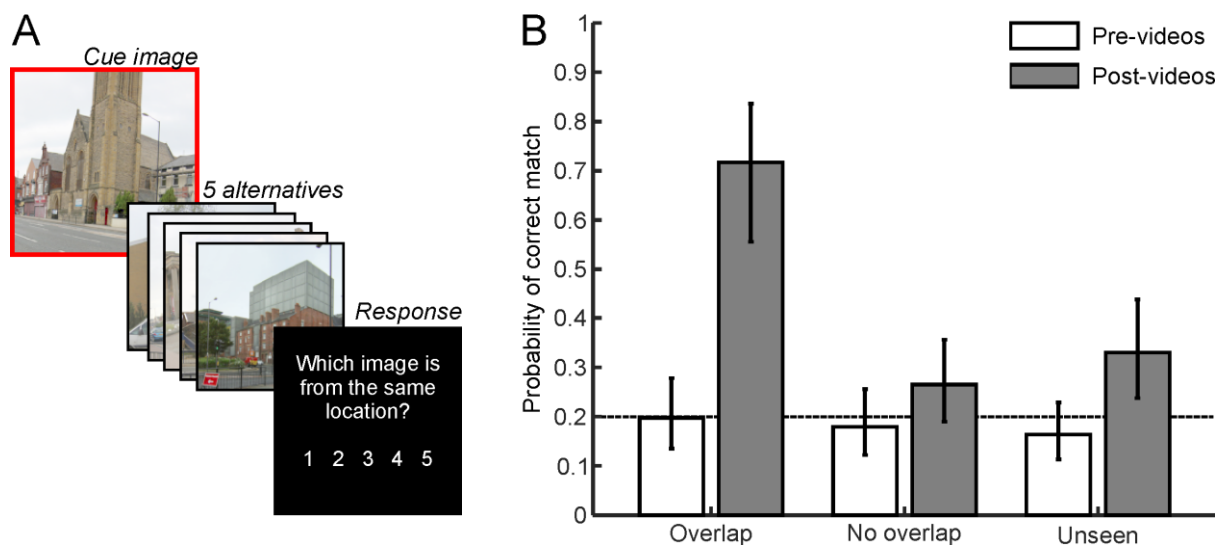 A
Cue image
5 alternatives
Response
Which image is
from the same
location?
1 2 3 4 5
B
Probability of correct match
1
0.9
0.8
0.7
0.6
0.5
0.4
0.3
0.2
0.1
0
Pre-videos
Post-videos
Overlap
No overlap
Unseen